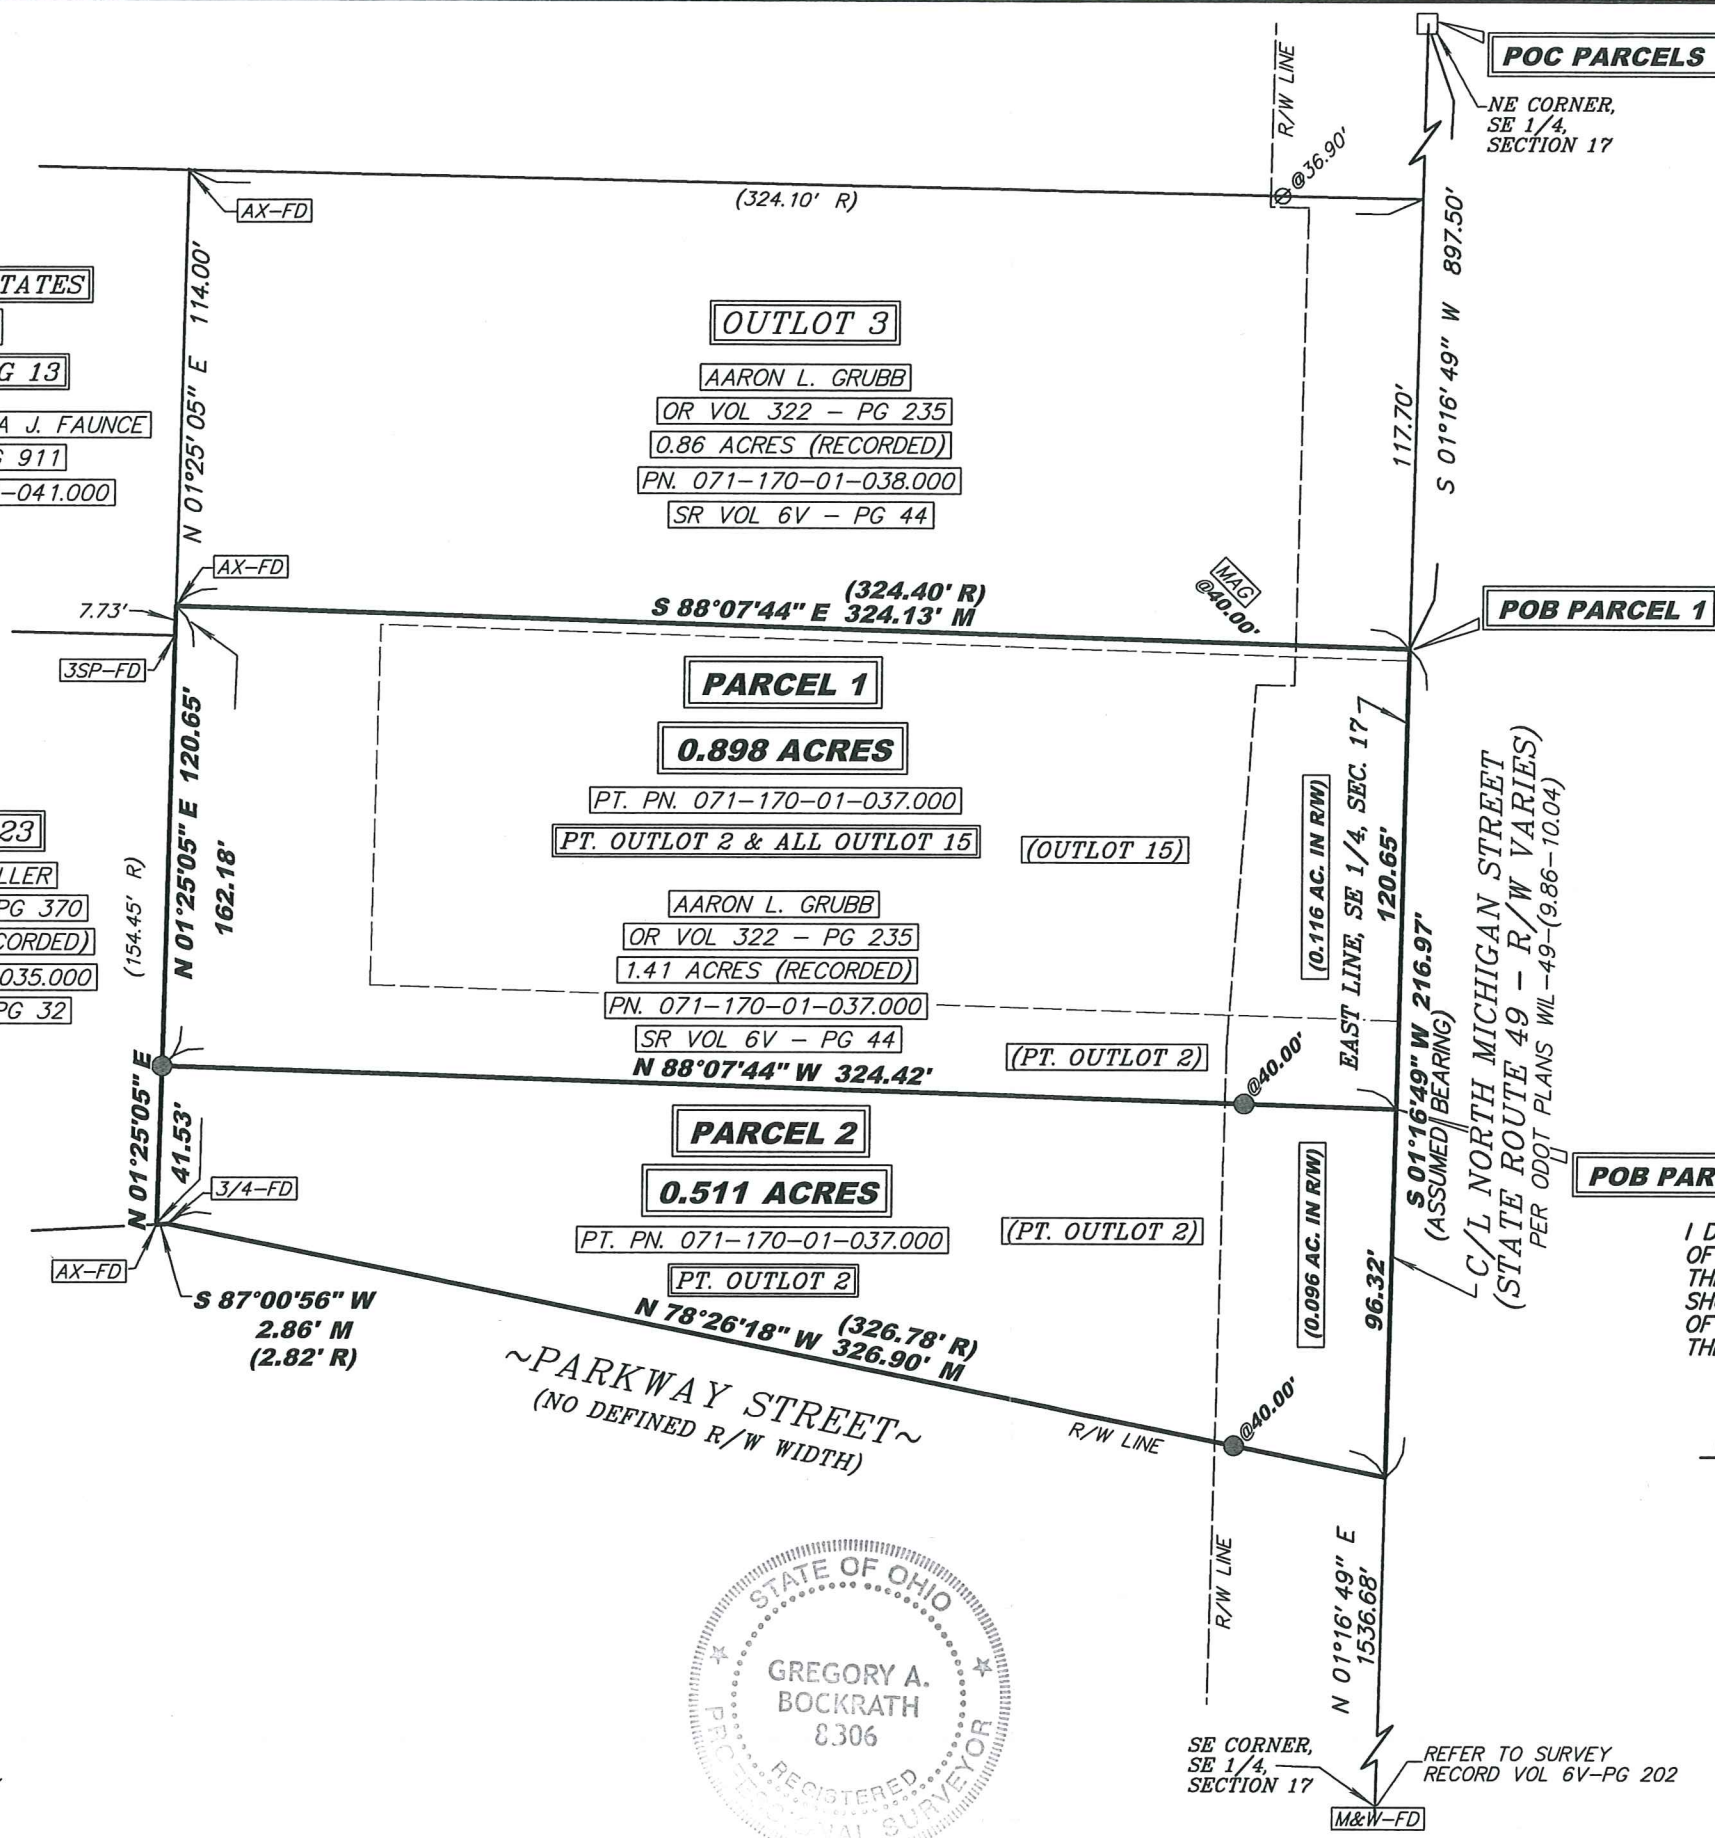 POC PARCELS
NE CORNER,
SE 1/4,
SECTION 17
R/W LINE
@36.90'
(324.10' R)
AX-FD
N 01°25'05" E 114.00'
S 01°16'49" W 897.50'
117.70'
TATES
G 13
A J. FAUNCE
G 911
-041.000
OUTLOT 3
AARON L. GRUBB
OR VOL 322 - PG 235
0.86 ACRES (RECORDED)
PN. 071-170-01-038.000
SR VOL 6V - PG 44
AX-FD
7.73'
3SP-FD
(324.40' R)
S 88°07'44" E 324.13' M
MAG
@40.00'
POB PARCEL 1
PARCEL 1
0.898 ACRES
PT. PN. 071-170-01-037.000
PT. OUTLOT 2 & ALL OUTLOT 15
(OUTLOT 15)
AARON L. GRUBB
OR VOL 322 - PG 235
1.41 ACRES (RECORDED)
PN. 071-170-01-037.000
SR VOL 6V - PG 44
N 01°25'05" E 120.65'
162.18'
(154.45' R)
23
LLER
PG 370
CORDED)
035.000
PG 32
(0.116 AC. IN R/W)
EAST LINE, SE 1/4, SEC. 17
120.65'
S 01°16'49" W 216.97'
(ASSUMED BEARING)
C/L NORTH MICHIGAN STREET
(STATE ROUTE 49 - R/W VARIES)
PER ODOT PLANS WIL-49-(9.86-10.04)
(PT. OUTLOT 2)
@40.00'
N 88°07'44" W 324.42'
PARCEL 2
0.511 ACRES
PT. PN. 071-170-01-037.000
PT. OUTLOT 2
(PT. OUTLOT 2)
(0.096 AC. IN R/W)
96.32'
POB PAR
I D
OF
TH
SH
OF
TH
N 01°25'05" E
41.53'
3/4-FD
AX-FD
S 87°00'56" W
2.86' M
(2.82' R)
(326.78' R)
N 78°26'18" W 326.90' M
~PARKWAY STREET~
(NO DEFINED R/W WIDTH)
R/W LINE
@40.00'
R/W LINE
N 01°16'49" E
1536.68'
STATE OF OHIO
GREGORY A.
BOCKRATH
8306
REGISTERED
PROFESSIONAL SURVEYOR
SE CORNER,
SE 1/4,
SECTION 17
REFER TO SURVEY
RECORD VOL 6V-PG 202
M&W-FD